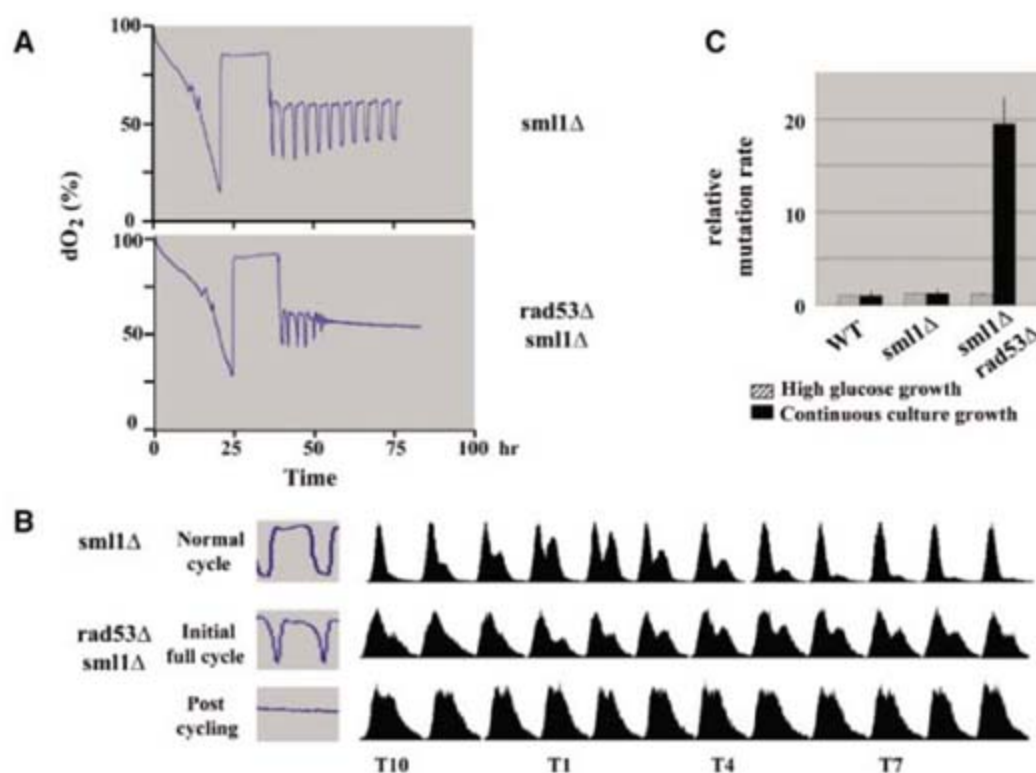 A
100
50
0
sml1Δ
dO2 (%)
100
50
0
rad53Δ
sml1Δ
0
25
50
75
100
hr
Time
C
20
10
0
relative
mutation rate
WT
sml1Δ
sml1Δ
rad53Δ
High glucose growth
Continuous culture growth
B
sml1Δ
Normal
cycle
rad53Δ
sml1Δ
Initial
full cycle
Post
cycling
T10
T1
T4
T7